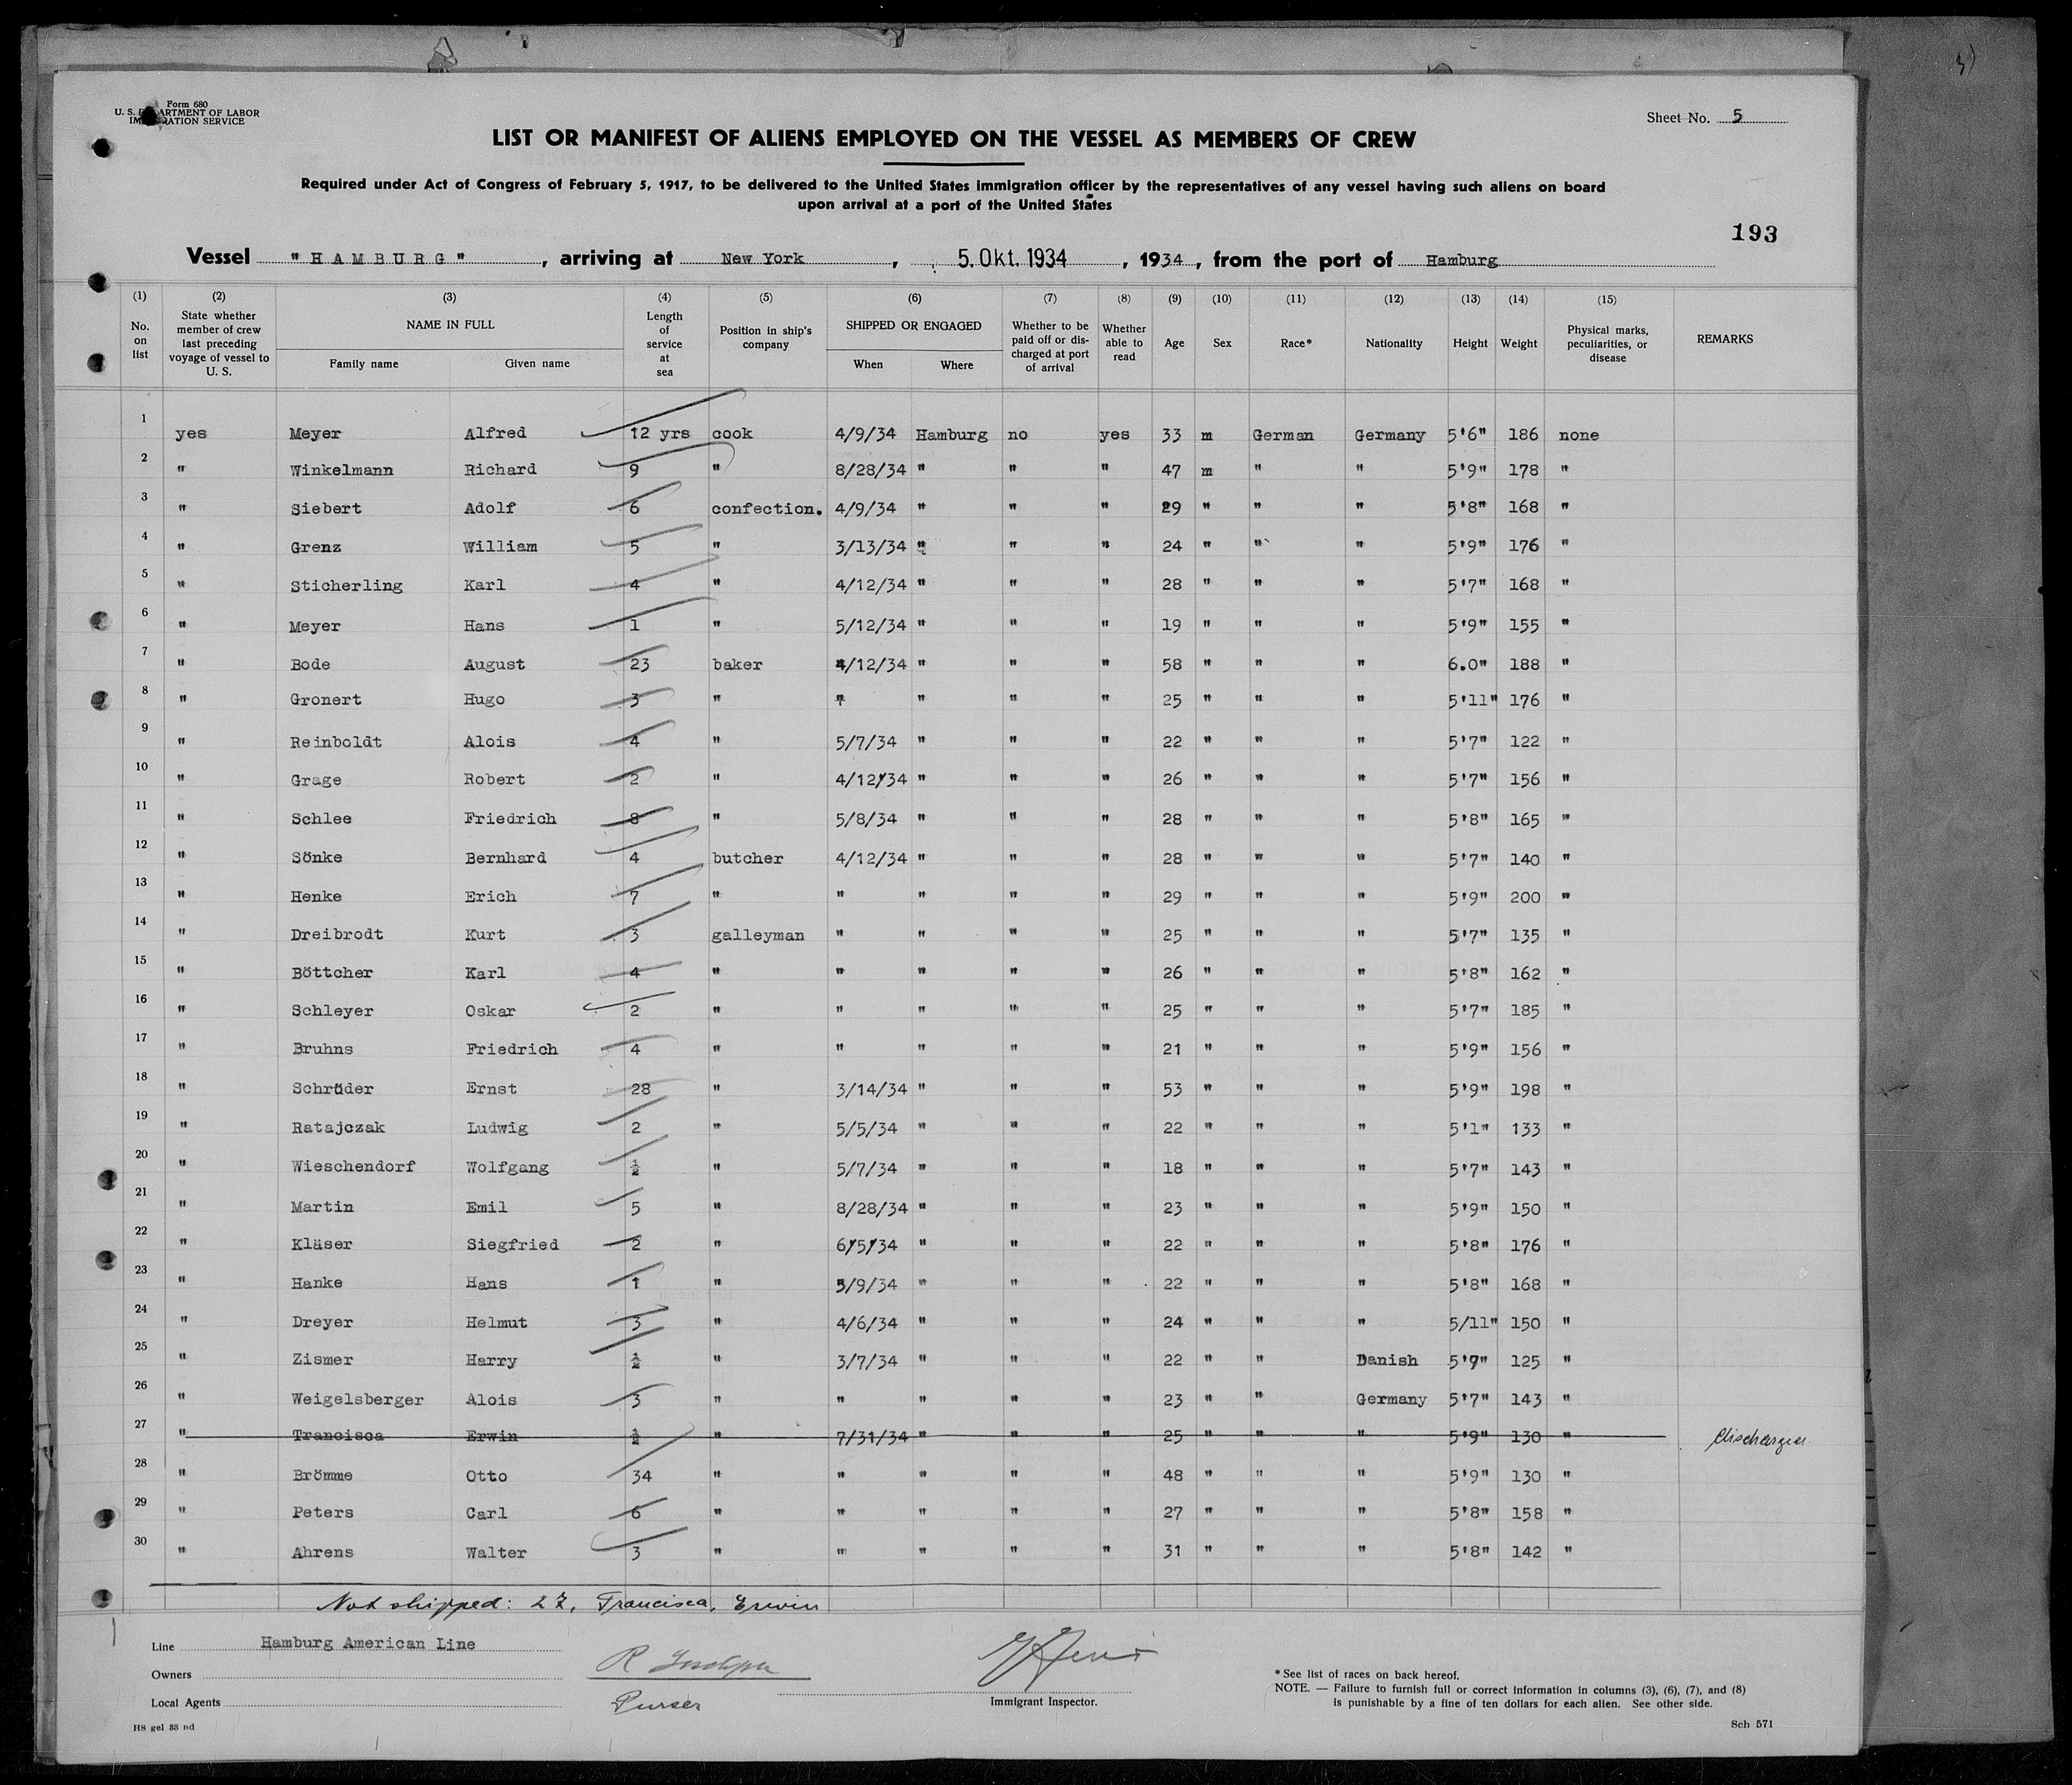 Form 680
U. S. DEPARTMENT OF LABOR
IMMIGRATION SERVICE
Sheet No. 5
LIST OR MANIFEST OF ALIENS EMPLOYED ON THE VESSEL AS MEMBERS OF CREW
Required under Act of Congress of February 5, 1917, to be delivered to the United States immigration officer by the representatives of any vessel having such aliens on board
upon arrival at a port of the United States
193
Vessel "HAMBURG", arriving at New York, 5. Okt. 1934, 1934, from the port of Hamburg
(1) No. on list (2) State whether member of crew last preceding voyage of vessel to U. S. (3) NAME IN FULL Family name Given name (4) Length of service at sea (5) Position in ship's company (6) SHIPPED OR ENGAGED When Where (7) Whether to be paid off or discharged at port of arrival (8) Whether able to read (9) Age (10) Sex (11) Race* (12) Nationality (13) Height (14) Weight (15) Physical marks, peculiarities, or disease REMARKS
1 yes Meyer Alfred 12 yrs cook 4/9/34 Hamburg no yes 33 m German Germany 5'6" 186 none
2 " Winkelmann Richard 9 " 8/28/34 " " " 47 m " " 5'9" 178 "
3 " Siebert Adolf 6 confection. 4/9/34 " " " 29 " " " 5'8" 168 "
4 " Grenz William 5 " 3/13/34 " " " 24 " " " 5'9" 176 "
5 " Sticherling Karl 4 " 4/12/34 " " " 28 " " " 5'7" 168 "
6 " Meyer Hans 1 " 5/12/34 " " " 19 " " " 5'9" 155 "
7 " Bode August 23 baker 4/12/34 " " " 58 " " " 6.0" 188 "
8 " Gronert Hugo 3 " " " " " 25 " " " 5'11" 176 "
9 " Reinboldt Alois 4 " 5/7/34 " " " 22 " " " 5'7" 122 "
10 " Grage Robert 2 " 4/12/34 " " " 26 " " " 5'7" 156 "
11 " Schlee Friedrich 8 " 5/8/34 " " " 28 " " " 5'8" 165 "
12 " Sönke Bernhard 4 butcher 4/12/34 " " " 28 " " " 5'7" 140 "
13 " Henke Erich 7 " " " " " 29 " " " 5'9" 200 "
14 " Dreibrodt Kurt 3 galleyman " " " " 25 " " " 5'7" 135 "
15 " Böttcher Karl 4 " " " " " 26 " " " 5'8" 162 "
16 " Schleyer Oskar 2 " " " " " 25 " " " 5'7" 185 "
17 " Bruhns Friedrich 4 " " " " " 21 " " " 5'9" 156 "
18 " Schröder Ernst 28 " 3/14/34 " " " 53 " " " 5'9" 198 "
19 " Ratajczak Ludwig 2 " 5/5/34 " " " 22 " " " 5'1" 133 "
20 " Wieschendorf Wolfgang ½ " 5/7/34 " " " 18 " " " 5'7" 143 "
21 " Martin Emil 5 " 8/28/34 " " " 23 " " " 5'9" 150 "
22 " Kläser Siegfried 2 " 6/5/34 " " " 22 " " " 5'8" 176 "
23 " Hanke Hans 1 " 5/9/34 " " " 22 " " " 5'8" 168 "
24 " Dreyer Helmut 3 " 4/6/34 " " " 24 " " " 5/11" 150 "
25 " Zismer Harry ½ " 3/7/34 " " " 22 " " Danish 5'7" 125 "
26 " Weigelsberger Alois 3 " " " " " 23 " " Germany 5'7" 143 "
27 " Trancisca Erwin ½ " 7/31/34 " " " 25 " " " 5'9" 130 " Discharged
28 " Brömme Otto 34 " " " " " 48 " " " 5'9" 130 "
29 " Peters Carl 6 " " " " " 27 " " " 5'8" 158 "
30 " Ahrens Walter 3 " " " " " 31 " " " 5'8" 142 "
Not shipped: 27, Francisca, Erwin
Line Hamburg American Line
Owners
Local Agents
Purser
Immigrant Inspector.
*See list of races on back hereof.
NOTE. — Failure to furnish full or correct information in columns (3), (6), (7), and (8)
is punishable by a fine of ten dollars for each alien. See other side.
HS gel 33 nd
Sch 571